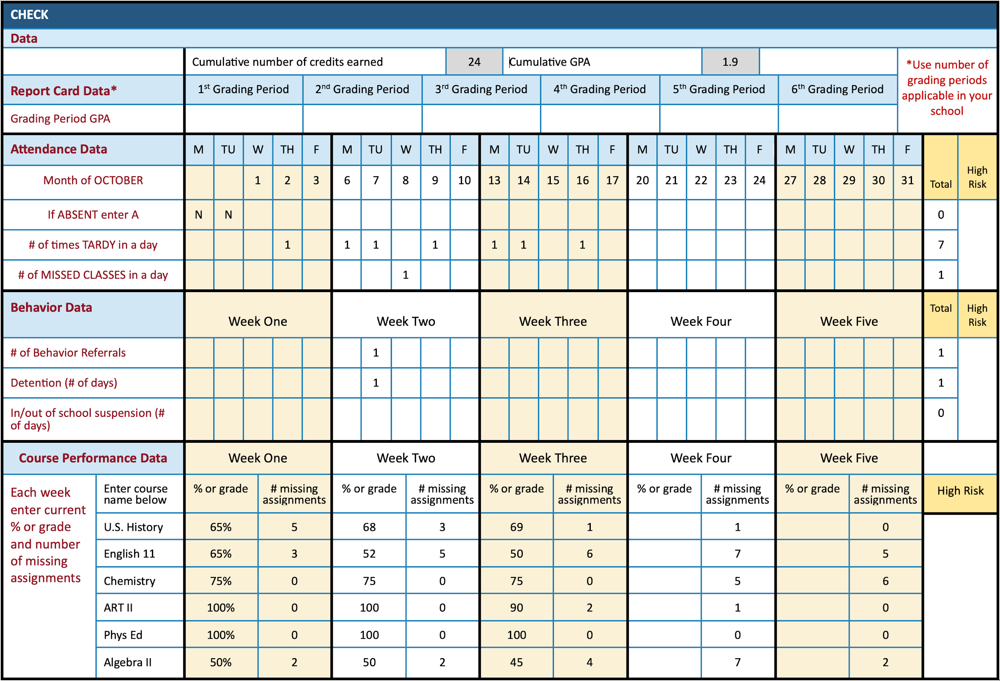 CHECK
Data
Cumulative number of credits earned 24 Cumulative GPA 1.9
*Use number of
grading periods
applicable in your
school
Report Card Data* 1st Grading Period 2nd Grading Period 3rd Grading Period 4th Grading Period 5th Grading Period 6th Grading Period
Grading Period GPA
Attendance Data M TU W TH F M TU W TH F M TU W TH F M TU W TH F M TU W TH F
Month of OCTOBER 1 2 3 6 7 8 9 10 13 14 15 16 17 20 21 22 23 24 27 28 29 30 31 Total
High
Risk
If ABSENT enter A N N 0
# of times TARDY in a day 1 1 1 1 1 1 1 7
# of MISSED CLASSES in a day 1 1
Behavior Data Week One Week Two Week Three Week Four Week Five Total
High
Risk
# of Behavior Referrals 1 1
Detention (# of days) 1 1
In/out of school suspension (#
of days)
0
Course Performance Data Week One Week Two Week Three Week Four Week Five
Each week
enter current
% or grade
and number
of missing
assignments
Enter course
name below
% or grade
# missing
assignments
% or grade
# missing
assignments
% or grade
# missing
assignments
% or grade
# missing
assignments
% or grade
# missing
assignments
High Risk
U.S. History 65% 5 68 3 69 1 1 0
English 11 65% 3 52 5 50 6 7 5
Chemistry 75% 0 75 0 75 0 5 6
ART II 100% 0 100 0 90 2 1 0
Phys Ed 100% 0 100 0 100 0 0 0
Algebra II 50% 2 50 2 45 4 7 2